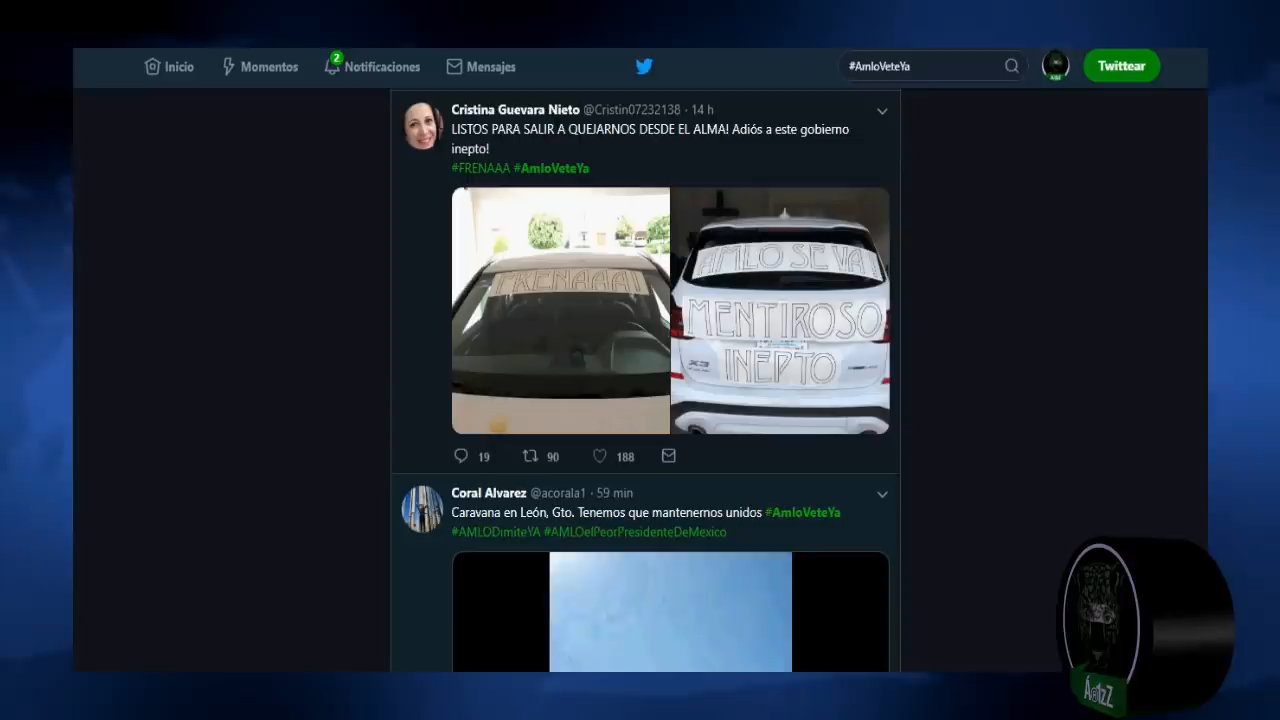 Inicio
Momentos
2
Notificaciones
Mensajes
#AmloVeteYa
Twittear
Cristina Guevara Nieto @Cristin07232138 · 14 h
LISTOS PARA SALIR A QUEJARNOS DESDE EL ALMA! Adiós a este gobierno
inepto!
#FRENAAA #AmloVeteYa
FRENAAA!
AMLO SE VA!
MENTIROSO
INEPTO
X3
19
90
188
Coral Alvarez @acorala1 · 59 min
Caravana en León, Gto. Tenemos que mantenernos unidos #AmloVeteYa
#AMLODimiteYA #AMLOelPeorPresidenteDeMexico